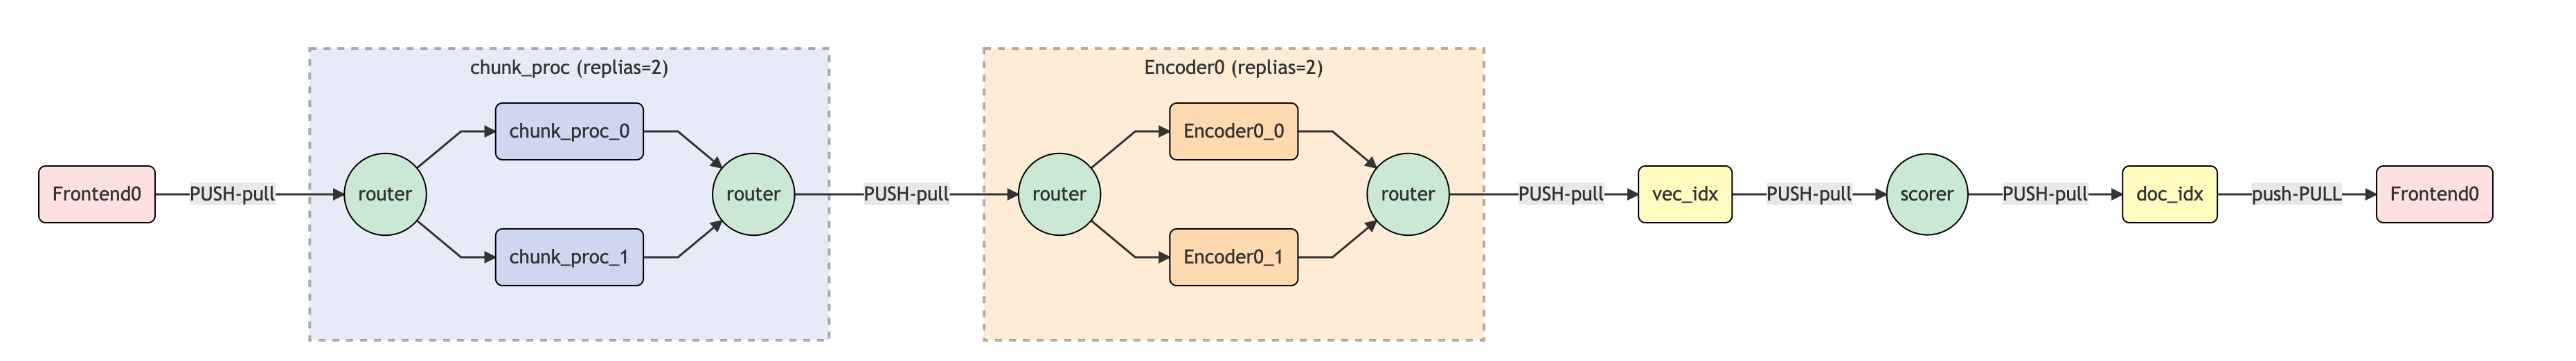 chunk_proc (replias=2)
Encoder0 (replias=2)
Frontend0
PUSH-pull
router
chunk_proc_0
chunk_proc_1
router
PUSH-pull
router
Encoder0_0
Encoder0_1
router
PUSH-pull
vec_idx
PUSH-pull
scorer
PUSH-pull
doc_idx
push-PULL
Frontend0